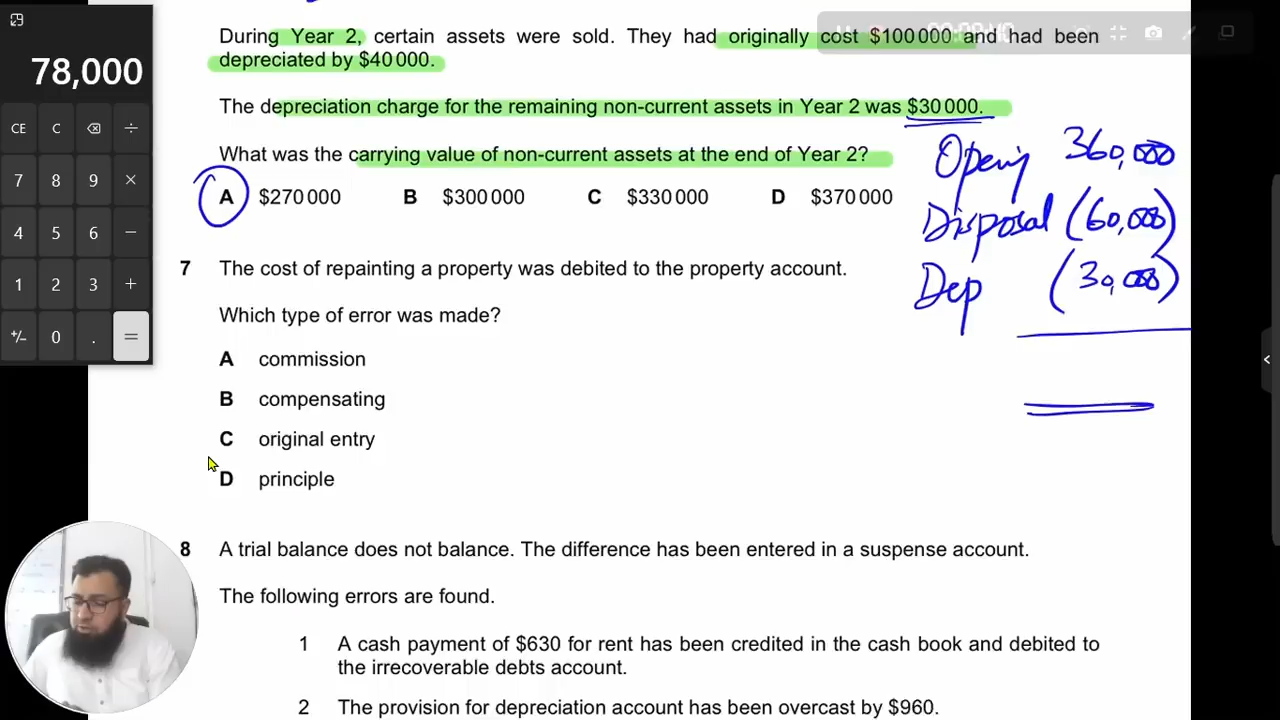 78,000
CE C ⌫ ÷
7 8 9 ×
4 5 6 −
1 2 3 +
+/− 0 . =
During Year 2, certain assets were sold. They had originally cost $100 000 and had been
depreciated by $40 000.
The depreciation charge for the remaining non-current assets in Year 2 was $30 000.
What was the carrying value of non-current assets at the end of Year 2?
A $270 000 B $300 000 C $330 000 D $370 000
Opening 360,000
Disposal (60,000)
Dep (30,000)
7 The cost of repainting a property was debited to the property account.
Which type of error was made?
A commission
B compensating
C original entry
D principle
8 A trial balance does not balance. The difference has been entered in a suspense account.
The following errors are found.
1 A cash payment of $630 for rent has been credited in the cash book and debited to
the irrecoverable debts account.
2 The provision for depreciation account has been overcast by $960.